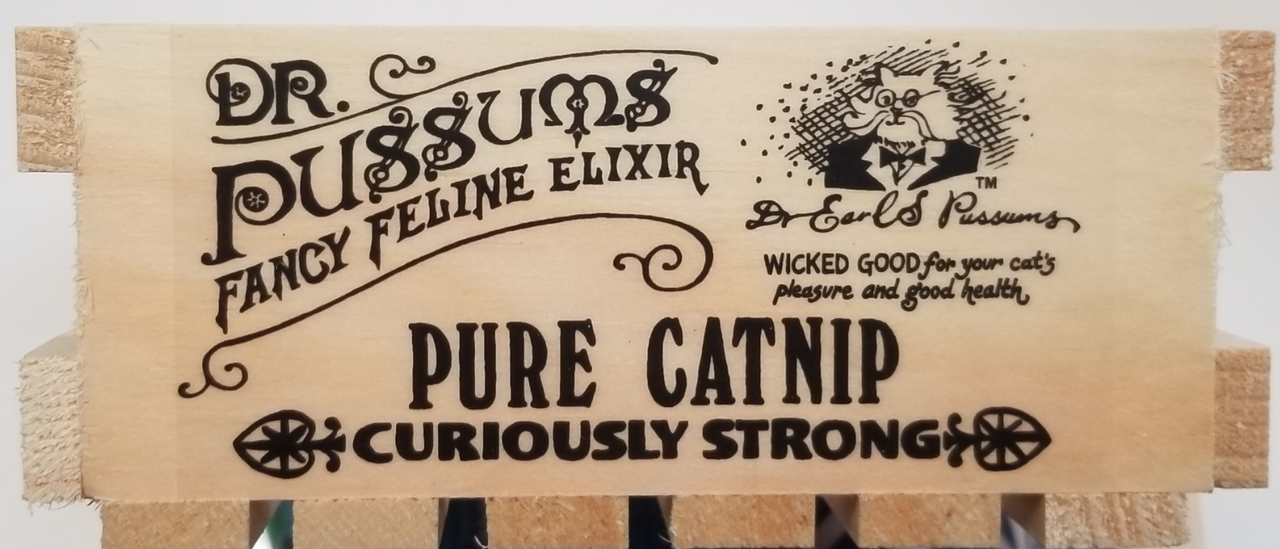 DR.
PUSSUMS
FANCY FELINE ELIXIR
TM
Dr Earl S Pussums
WICKED GOOD for your cat's
pleasure and good health,
PURE CATNIP
CURIOUSLY STRONG